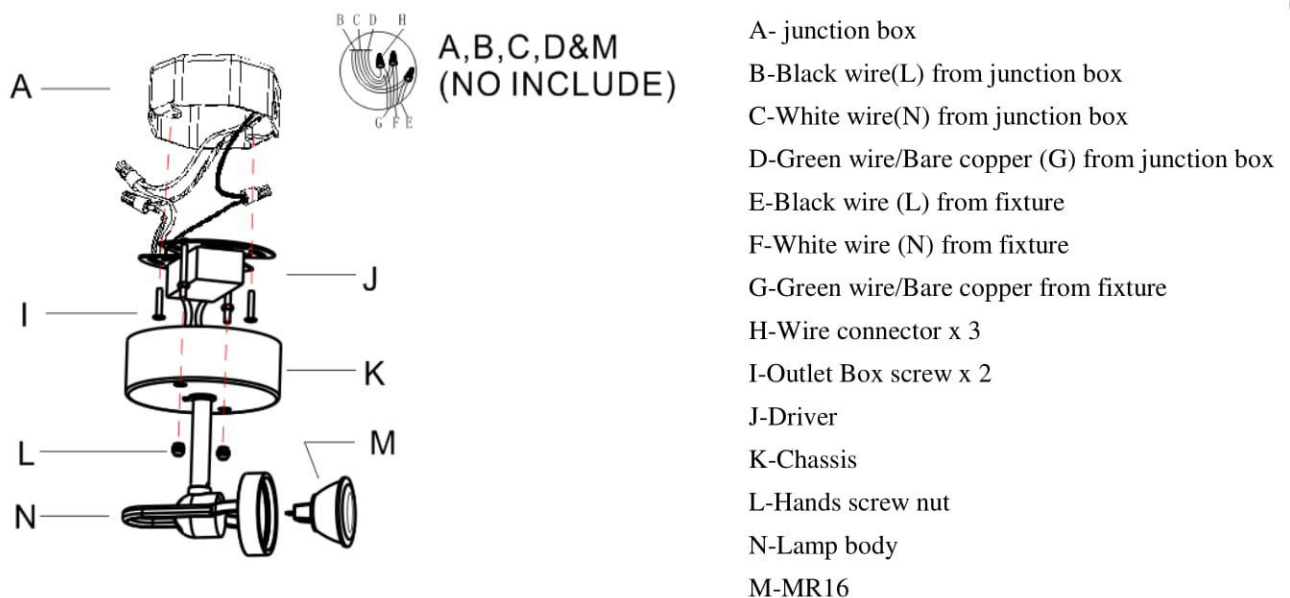 B C D H
A,B,C,D&M
(NO INCLUDE)
G F E
A
J
I
K
L
M
N
A- junction box
B-Black wire(L) from junction box
C-White wire(N) from junction box
D-Green wire/Bare copper (G) from junction box
E-Black wire (L) from fixture
F-White wire (N) from fixture
G-Green wire/Bare copper from fixture
H-Wire connector x 3
I-Outlet Box screw x 2
J-Driver
K-Chassis
L-Hands screw nut
N-Lamp body
M-MR16